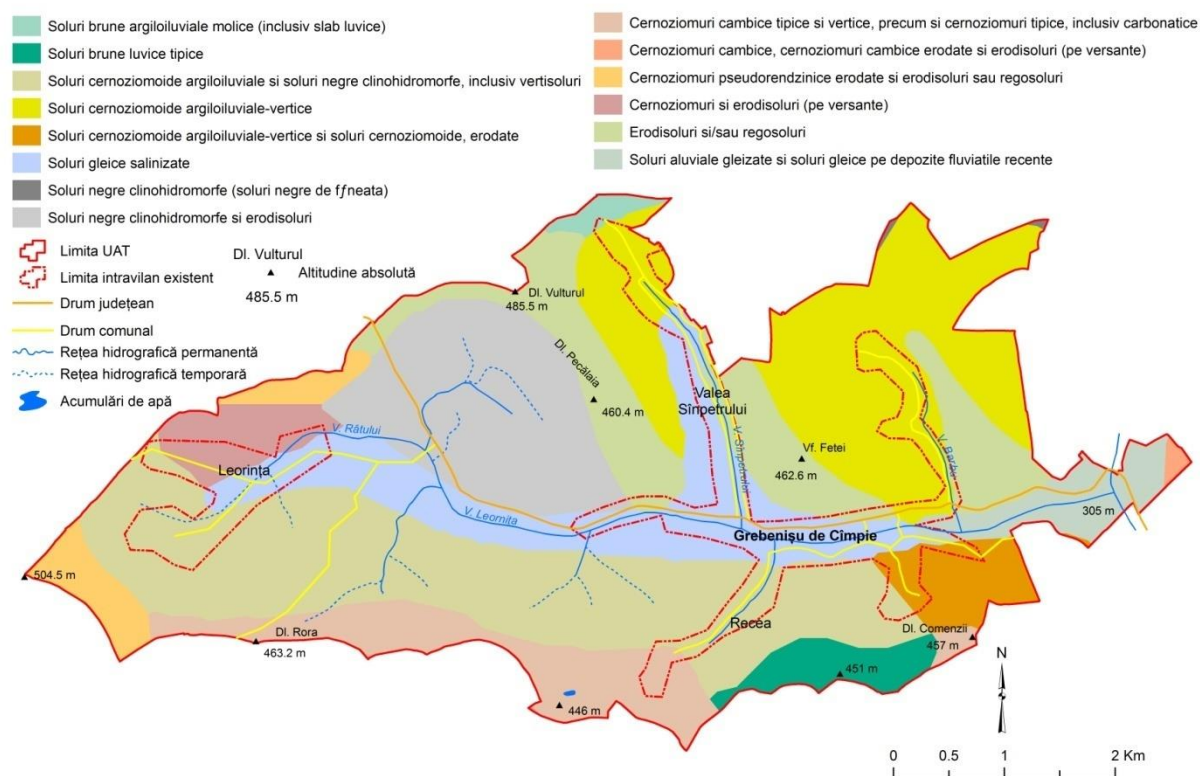 Soluri brune argiloiluviale molice (inclusiv slab luvice)
Soluri brune luvice tipice
Soluri cernoziomoide argiloiluviale si soluri negre clinohidromorfe, inclusiv vertisoluri
Soluri cernoziomoide argiloiluviale-vertice
Soluri cernoziomoide argiloiluviale-vertice si soluri cernoziomoide, erodate
Soluri gleice salinizate
Soluri negre clinohidromorfe (soluri negre de fƒneata)
Soluri negre clinohidromorfe si erodisoluri
Cernoziomuri cambice tipice si vertice, precum si cernoziomuri tipice, inclusiv carbonatice
Cernoziomuri cambice, cernoziomuri cambice erodate si erodisoluri (pe versante)
Cernoziomuri pseudorendzinice erodate si erodisoluri sau regosoluri
Cernoziomuri si erodisoluri (pe versante)
Erodisoluri si/sau regosoluri
Soluri aluviale gleizate si soluri gleice pe depozite fluviatile recente
Limita UAT
Limita intravilan existent
Drum județean
Drum comunal
Rețea hidrografică permanentă
Rețea hidrografică temporară
Acumulări de apă
Dl. Vulturul
Altitudine absolută
485.5 m
Dl. Vulturul
485.5 m
Dl. Pecălaia
460.4 m
Valea
Sînpetrului
V. Sînpetrului
Vf. Fetei
462.6 m
V. Barbu
V. Râtului
Leorința
V. Leornița
305 m
Grebenișu de Cîmpie
504.5 m
Dl. Rora
463.2 m
Recea
Dl. Comenzii
457 m
451 m
446 m
N
0 0.5 1 2 Km